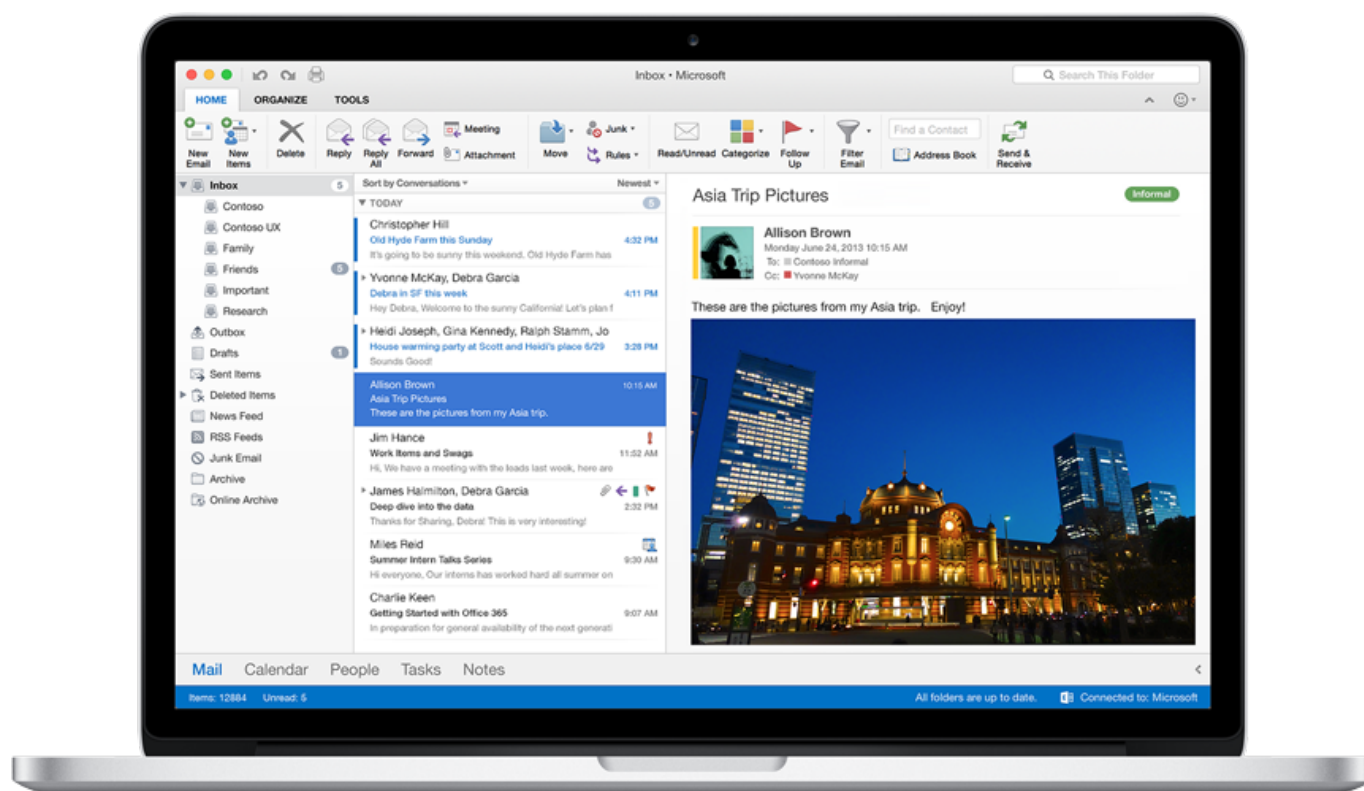 Inbox • Microsoft
Search This Folder
HOME ORGANIZE TOOLS
New Email
New Items
Delete
Reply
Reply All
Forward
Meeting
Attachment
Move
Junk
Rules
Read/Unread
Categorize
Follow Up
Filter Email
Find a Contact
Address Book
Send & Receive
Inbox 5
Contoso
Contoso UX
Family
Friends 5
Important
Research
Outbox
Drafts 1
Sent Items
Deleted Items
News Feed
RSS Feeds
Junk Email
Archive
Online Archive
Sort by Conversations Newest
TODAY 5
Christopher Hill
Old Hyde Farm this Sunday 4:32 PM
It's going to be sunny this weekend. Old Hyde Farm has
Yvonne McKay, Debra Garcia
Debra in SF this week 4:11 PM
Hey Debra, Welcome to the sunny California! Let's plan f
Heidi Joseph, Gina Kennedy, Ralph Stamm, Jo
House warming party at Scott and Heidi's place 6/29 3:28 PM
Sounds Good!
Allison Brown 10:15 AM
Asia Trip Pictures
These are the pictures from my Asia trip.
Jim Hance
Work Items and Swags 11:52 AM
Hi, We have a meeting with the leads last week, here are
James Halmilton, Debra Garcia
Deep dive into the data 2:32 PM
Thanks for Sharing, Debra! This is very interesting!
Miles Reid
Summer Intern Talks Series 9:30 AM
Hi everyone, Our interns has worked hard all summer on
Charlie Keen
Getting Started with Office 365 9:07 AM
In preparation for general availability of the next generati
Asia Trip Pictures Informal
Allison Brown
Monday June 24, 2013 10:15 AM
To: Contoso Informal
Cc: Yvonne McKay
These are the pictures from my Asia trip. Enjoy!
Mail Calendar People Tasks Notes
Items: 12884 Unread: 5 All folders are up to date. Connected to: Microsoft